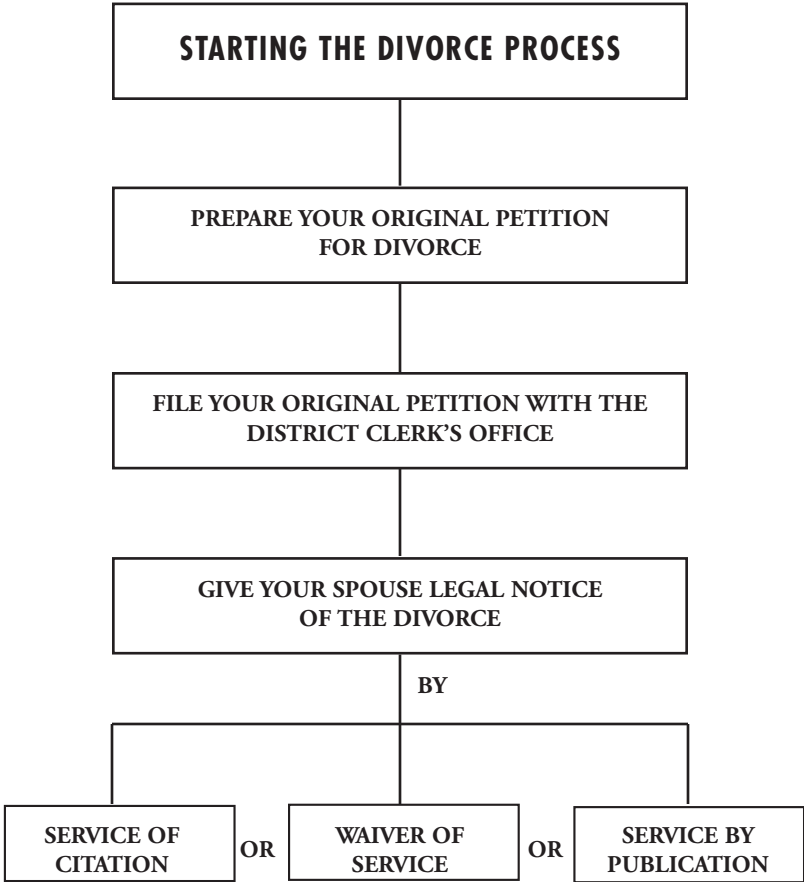 STARTING THE DIVORCE PROCESS
PREPARE YOUR ORIGINAL PETITION
FOR DIVORCE
FILE YOUR ORIGINAL PETITION WITH THE
DISTRICT CLERK’S OFFICE
GIVE YOUR SPOUSE LEGAL NOTICE
OF THE DIVORCE
BY
SERVICE OF
CITATION
OR
WAIVER OF
SERVICE
OR
SERVICE BY
PUBLICATION